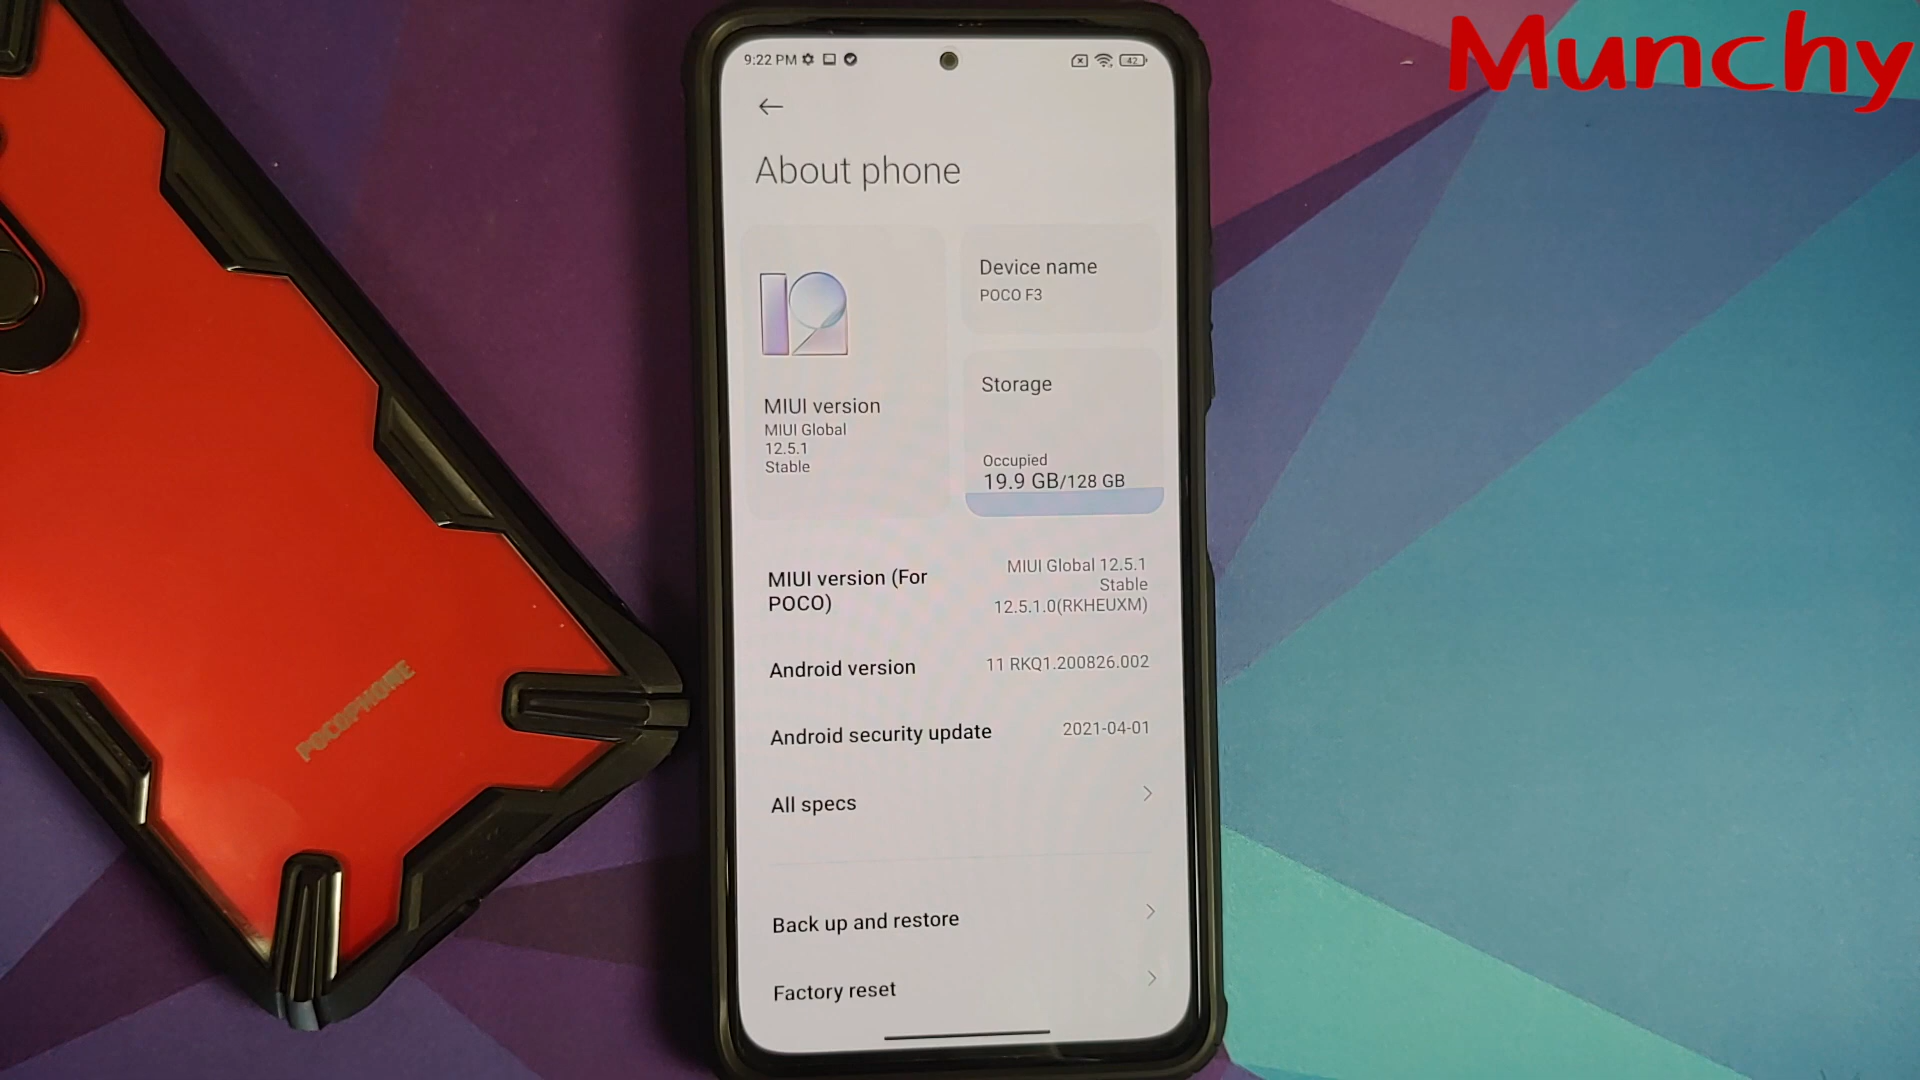 Munchy
9:22 PM
42
About phone
Device name
POCO F3
MIUI version
MIUI Global
12.5.1
Stable
Storage
Occupied
19.9 GB/128 GB
MIUI version (For
POCO)
MIUI Global 12.5.1
Stable
12.5.1.0(RKHEUXM)
Android version
11 RKQ1.200826.002
Android security update
2021-04-01
All specs
Back up and restore
Factory reset
POCOPHONE